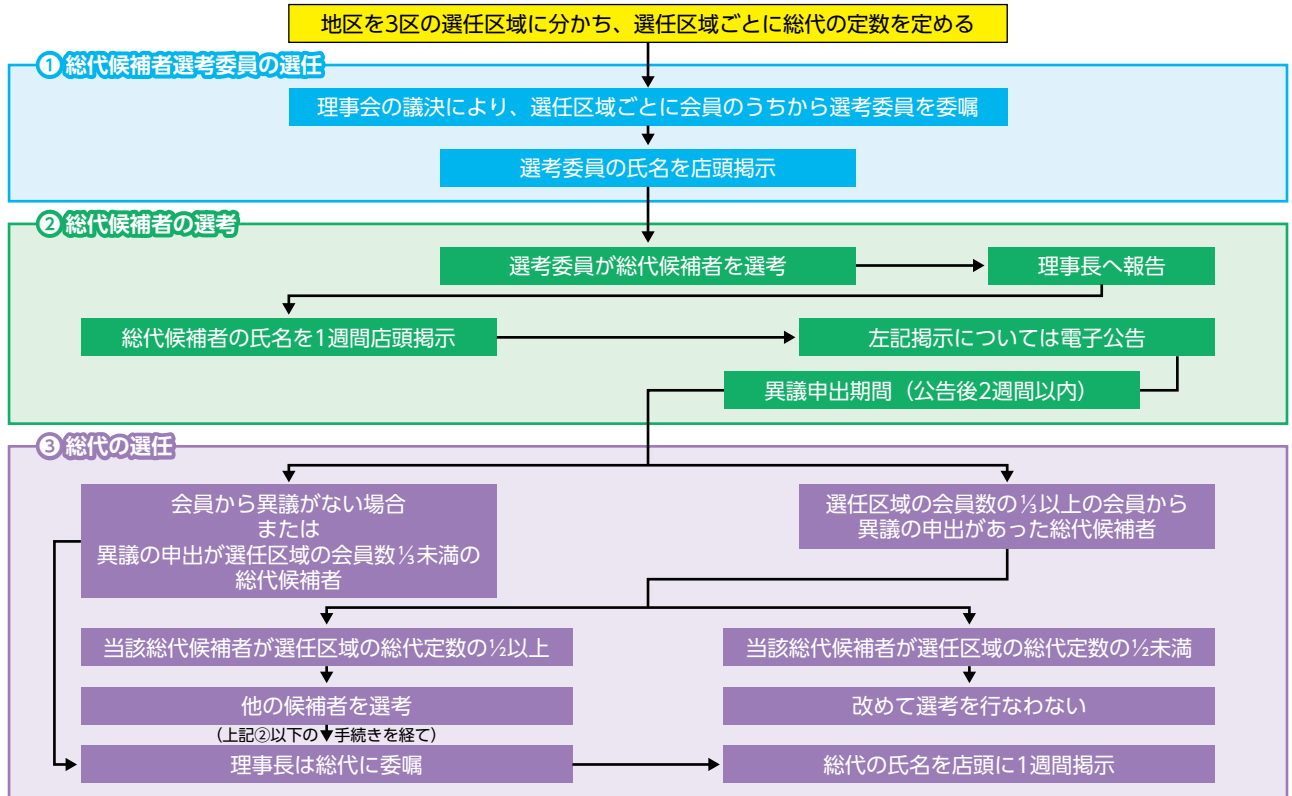 地区を3区の選任区域に分かち、選任区域ごとに総代の定数を定める
①総代候補者選考委員の選任
理事会の議決により、選任区域ごとに会員のうちから選考委員を委嘱
選考委員の氏名を店頭掲示
②総代候補者の選考
選考委員が総代候補者を選考
理事長へ報告
総代候補者の氏名を1週間店頭掲示
左記掲示については電子公告
異議申出期間（公告後2週間以内）
③総代の選任
会員から異議がない場合
または
異議の申出が選任区域の会員数⅓未満の
総代候補者
選任区域の会員数の⅓以上の会員から
異議の申出があった総代候補者
当該総代候補者が選任区域の総代定数の½以上
当該総代候補者が選任区域の総代定数の½未満
他の候補者を選考
改めて選考を行なわない
（上記②以下の▼手続きを経て）
理事長は総代に委嘱
総代の氏名を店頭に1週間掲示